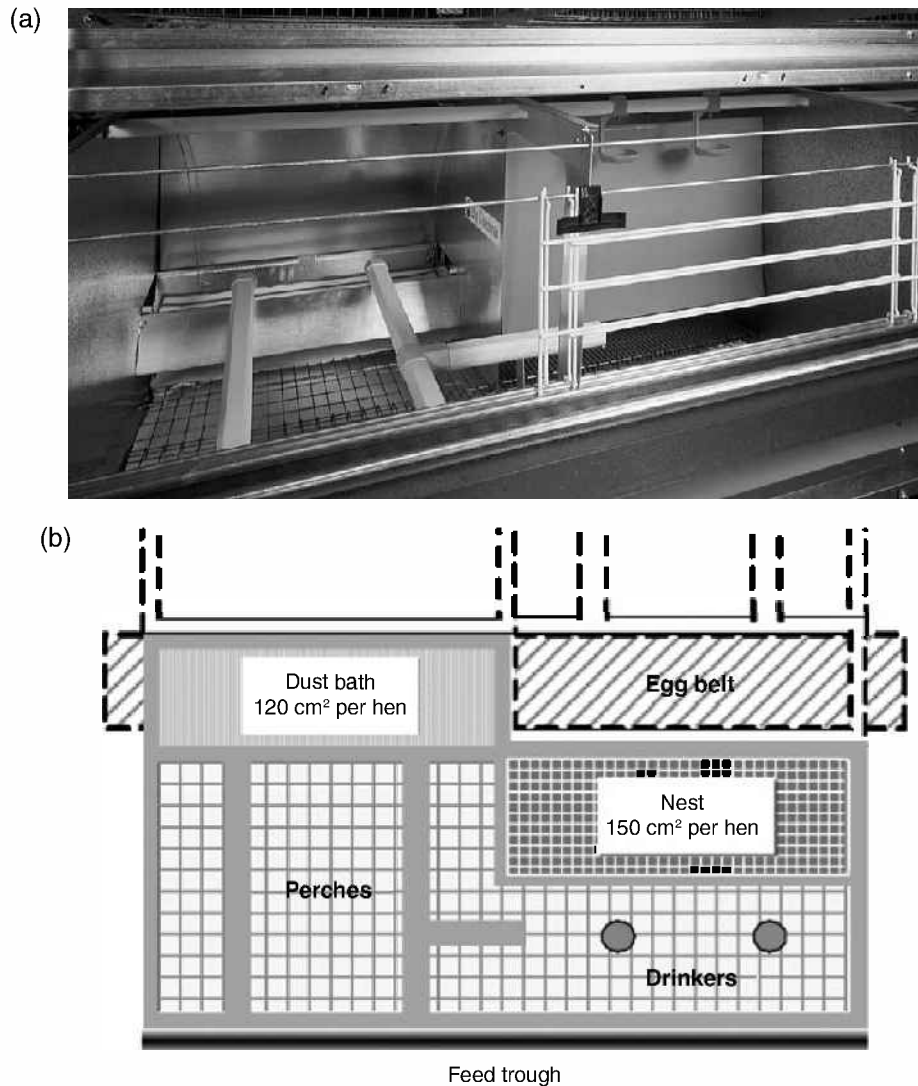 (a)
(b)
Dust bath
120 cm² per hen
Egg belt
Nest
150 cm² per hen
Perches
Drinkers
Feed trough